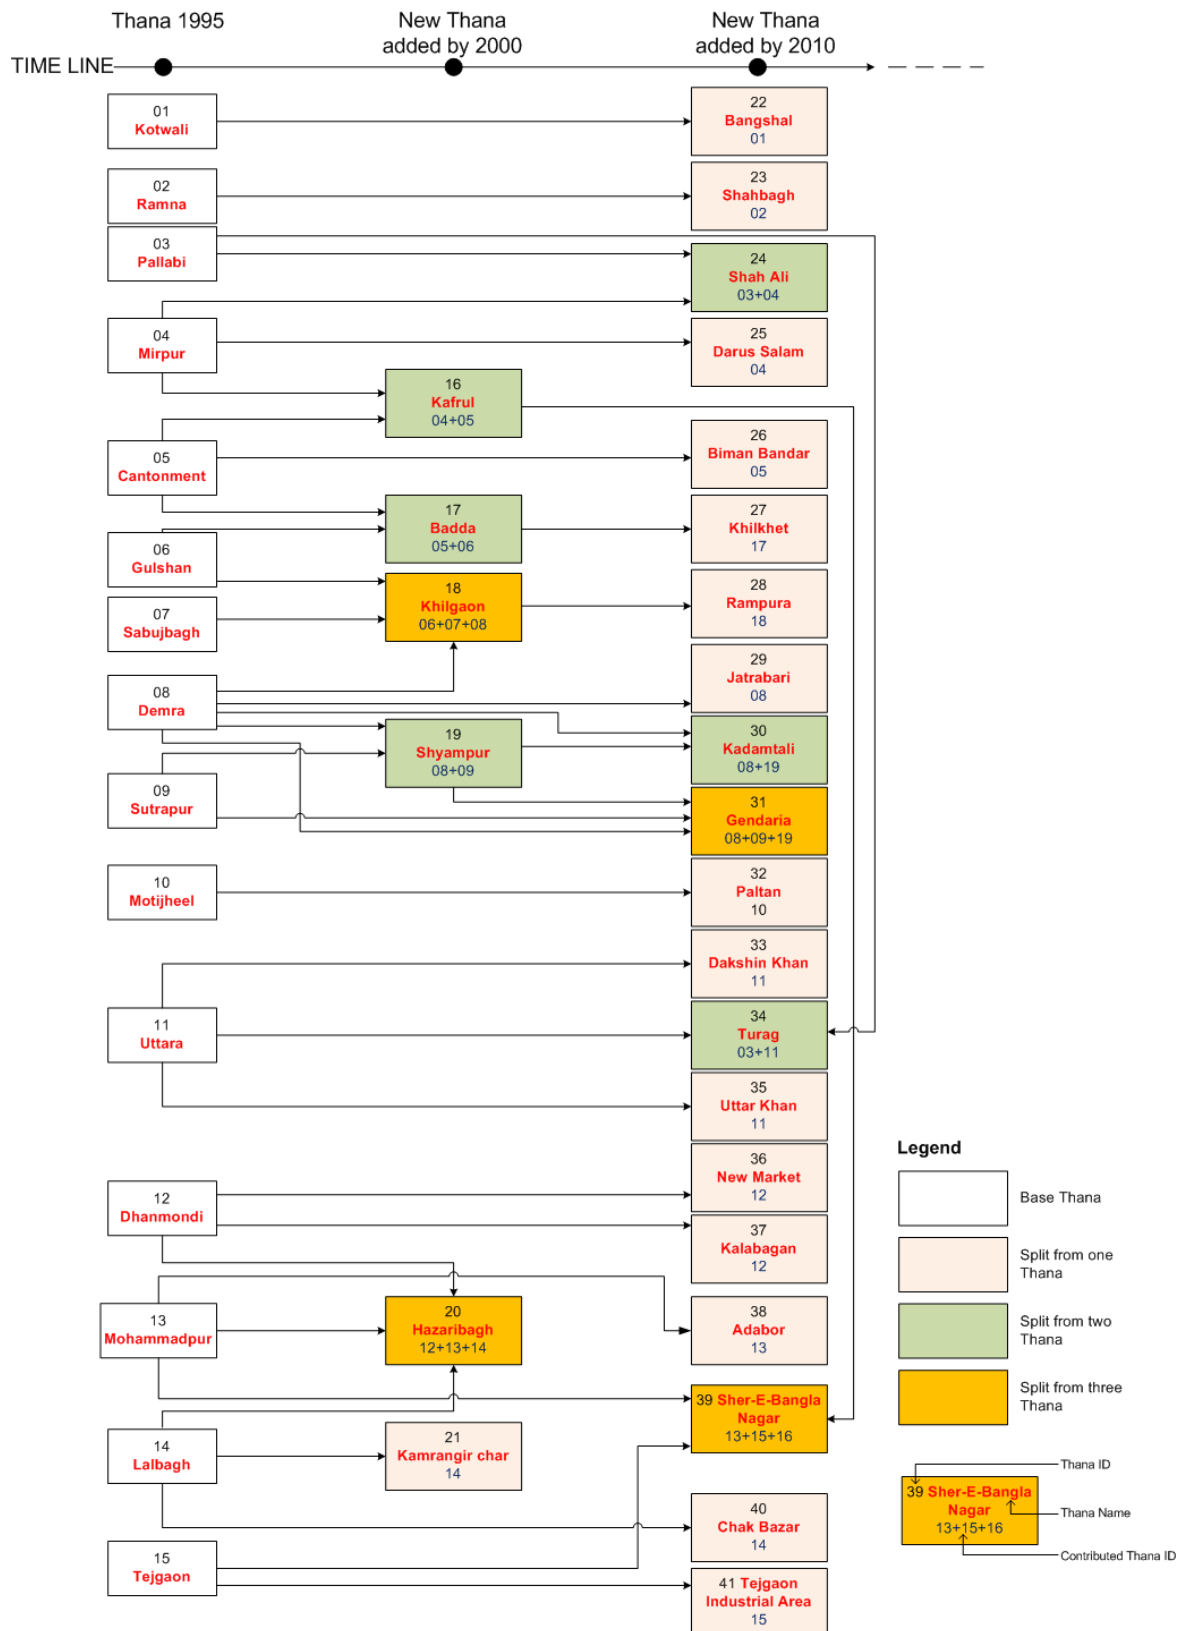 Thana 1995
New Thana
added by 2000
New Thana
added by 2010
TIME LINE
01
Kotwali
02
Ramna
03
Pallabi
04
Mirpur
05
Cantonment
06
Gulshan
07
Sabujbagh
08
Demra
09
Sutrapur
10
Motijheel
11
Uttara
12
Dhanmondi
13
Mohammadpur
14
Lalbagh
15
Tejgaon
16
Kafrul
04+05
17
Badda
05+06
18
Khilgaon
06+07+08
19
Shyampur
08+09
20
Hazaribagh
12+13+14
21
Kamrangir char
14
22
Bangshal
01
23
Shahbagh
02
24
Shah Ali
03+04
25
Darus Salam
04
26
Biman Bandar
05
27
Khilkhet
17
28
Rampura
18
29
Jatrabari
08
30
Kadamtali
08+19
31
Gendaria
08+09+19
32
Paltan
10
33
Dakshin Khan
11
34
Turag
03+11
35
Uttar Khan
11
36
New Market
12
37
Kalabagan
12
38
Adabor
13
39 Sher-E-Bangla
Nagar
13+15+16
40
Chak Bazar
14
41 Tejgaon
Industrial Area
15
Legend
Base Thana
Split from one
Thana
Split from two
Thana
Split from three
Thana
Thana ID
39 Sher-E-Bangla
Nagar
13+15+16
Thana Name
Contributed Thana ID